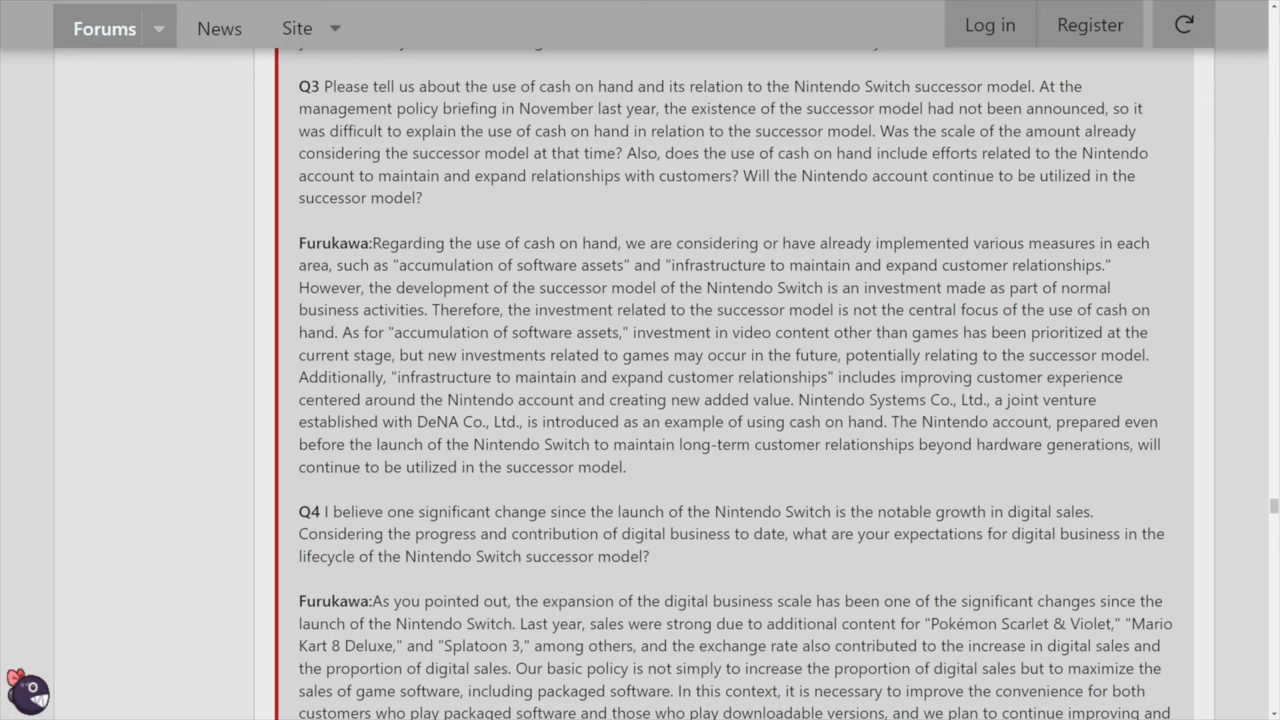 Forums
News
Site
Log in
Register
Q3 Please tell us about the use of cash on hand and its relation to the Nintendo Switch successor model. At the
management policy briefing in November last year, the existence of the successor model had not been announced, so it
was difficult to explain the use of cash on hand in relation to the successor model. Was the scale of the amount already
considering the successor model at that time? Also, does the use of cash on hand include efforts related to the Nintendo
account to maintain and expand relationships with customers? Will the Nintendo account continue to be utilized in the
successor model?
Furukawa:Regarding the use of cash on hand, we are considering or have already implemented various measures in each
area, such as "accumulation of software assets" and "infrastructure to maintain and expand customer relationships."
However, the development of the successor model of the Nintendo Switch is an investment made as part of normal
business activities. Therefore, the investment related to the successor model is not the central focus of the use of cash on
hand. As for "accumulation of software assets," investment in video content other than games has been prioritized at the
current stage, but new investments related to games may occur in the future, potentially relating to the successor model.
Additionally, "infrastructure to maintain and expand customer relationships" includes improving customer experience
centered around the Nintendo account and creating new added value. Nintendo Systems Co., Ltd., a joint venture
established with DeNA Co., Ltd., is introduced as an example of using cash on hand. The Nintendo account, prepared even
before the launch of the Nintendo Switch to maintain long-term customer relationships beyond hardware generations, will
continue to be utilized in the successor model.
Q4 I believe one significant change since the launch of the Nintendo Switch is the notable growth in digital sales.
Considering the progress and contribution of digital business to date, what are your expectations for digital business in the
lifecycle of the Nintendo Switch successor model?
Furukawa:As you pointed out, the expansion of the digital business scale has been one of the significant changes since the
launch of the Nintendo Switch. Last year, sales were strong due to additional content for "Pokémon Scarlet & Violet," "Mario
Kart 8 Deluxe," and "Splatoon 3," among others, and the exchange rate also contributed to the increase in digital sales and
the proportion of digital sales. Our basic policy is not simply to increase the proportion of digital sales but to maximize the
sales of game software, including packaged software. In this context, it is necessary to improve the convenience for both
customers who play packaged software and those who play downloadable versions, and we plan to continue improving and